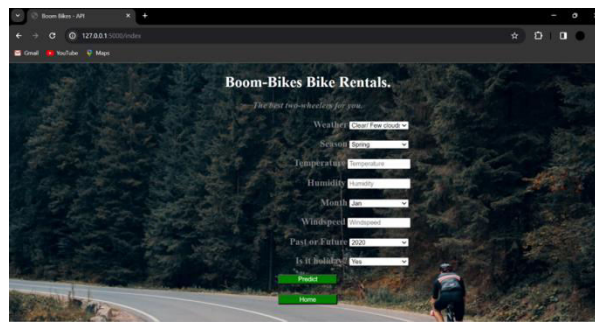 Boom Bikes - API
127.0.0.1:5000/index
Gmail YouTube Maps
Boom-Bikes Bike Rentals.
The best two-wheelers for you.
Weather Clear/ Few clouds
Season Spring
Temperature Temperature
Humidity Humidity
Month Jan
Windspeed Windspeed
Past or Future 2020
Is it holiday? Yes
Predict
Home